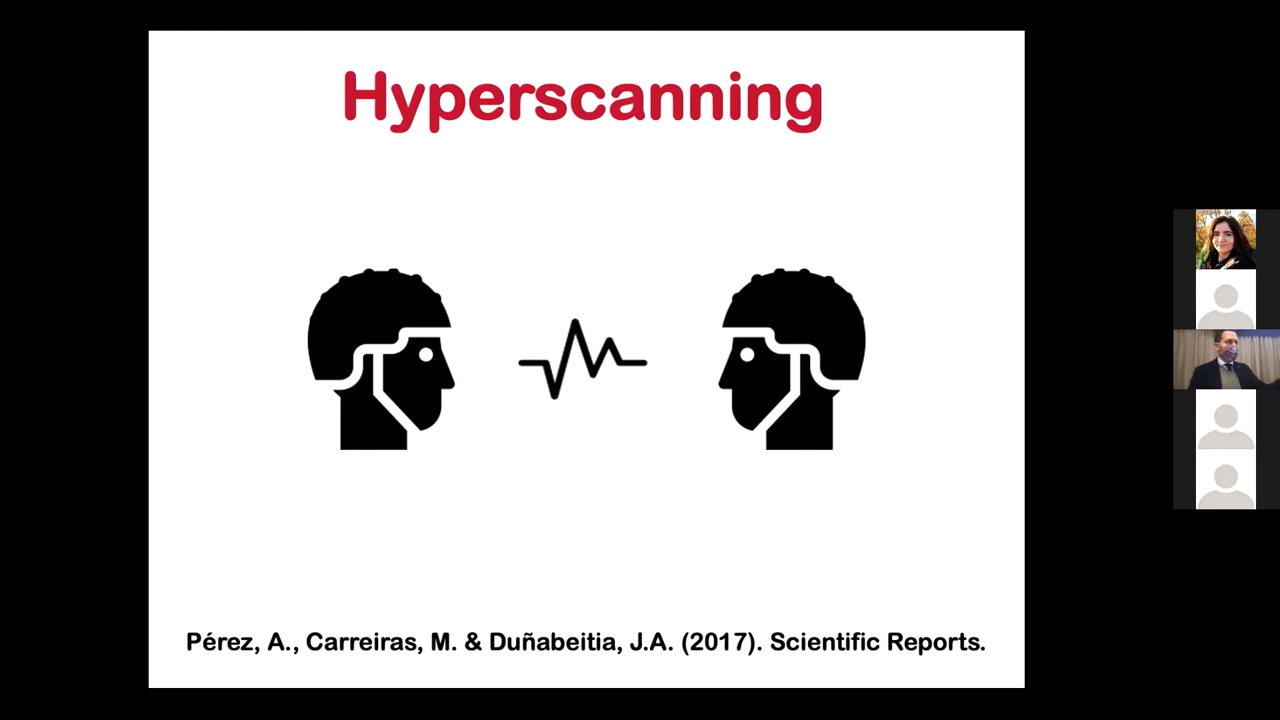 Hyperscanning
Pérez, A., Carreiras, M. & Duñabeitia, J.A. (2017). Scientific Reports.